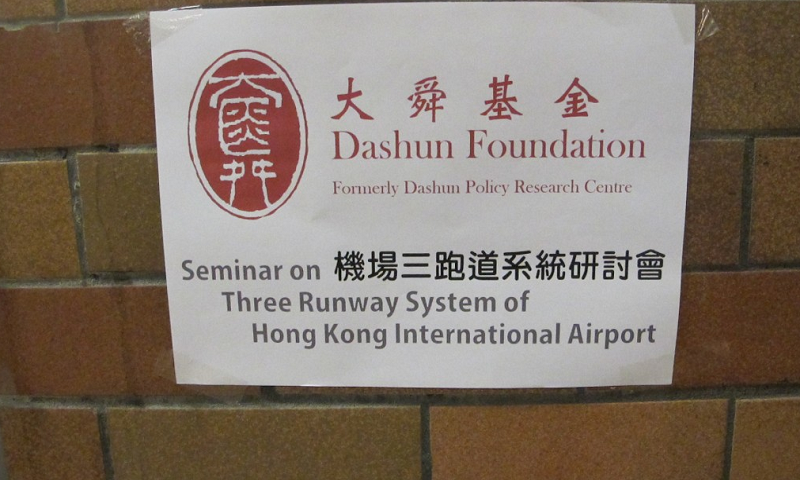 大舜基金
Dashun Foundation
Formerly Dashun Policy Research Centre
Seminar on 機場三跑道系統研討會
Three Runway System of
Hong Kong International Airport